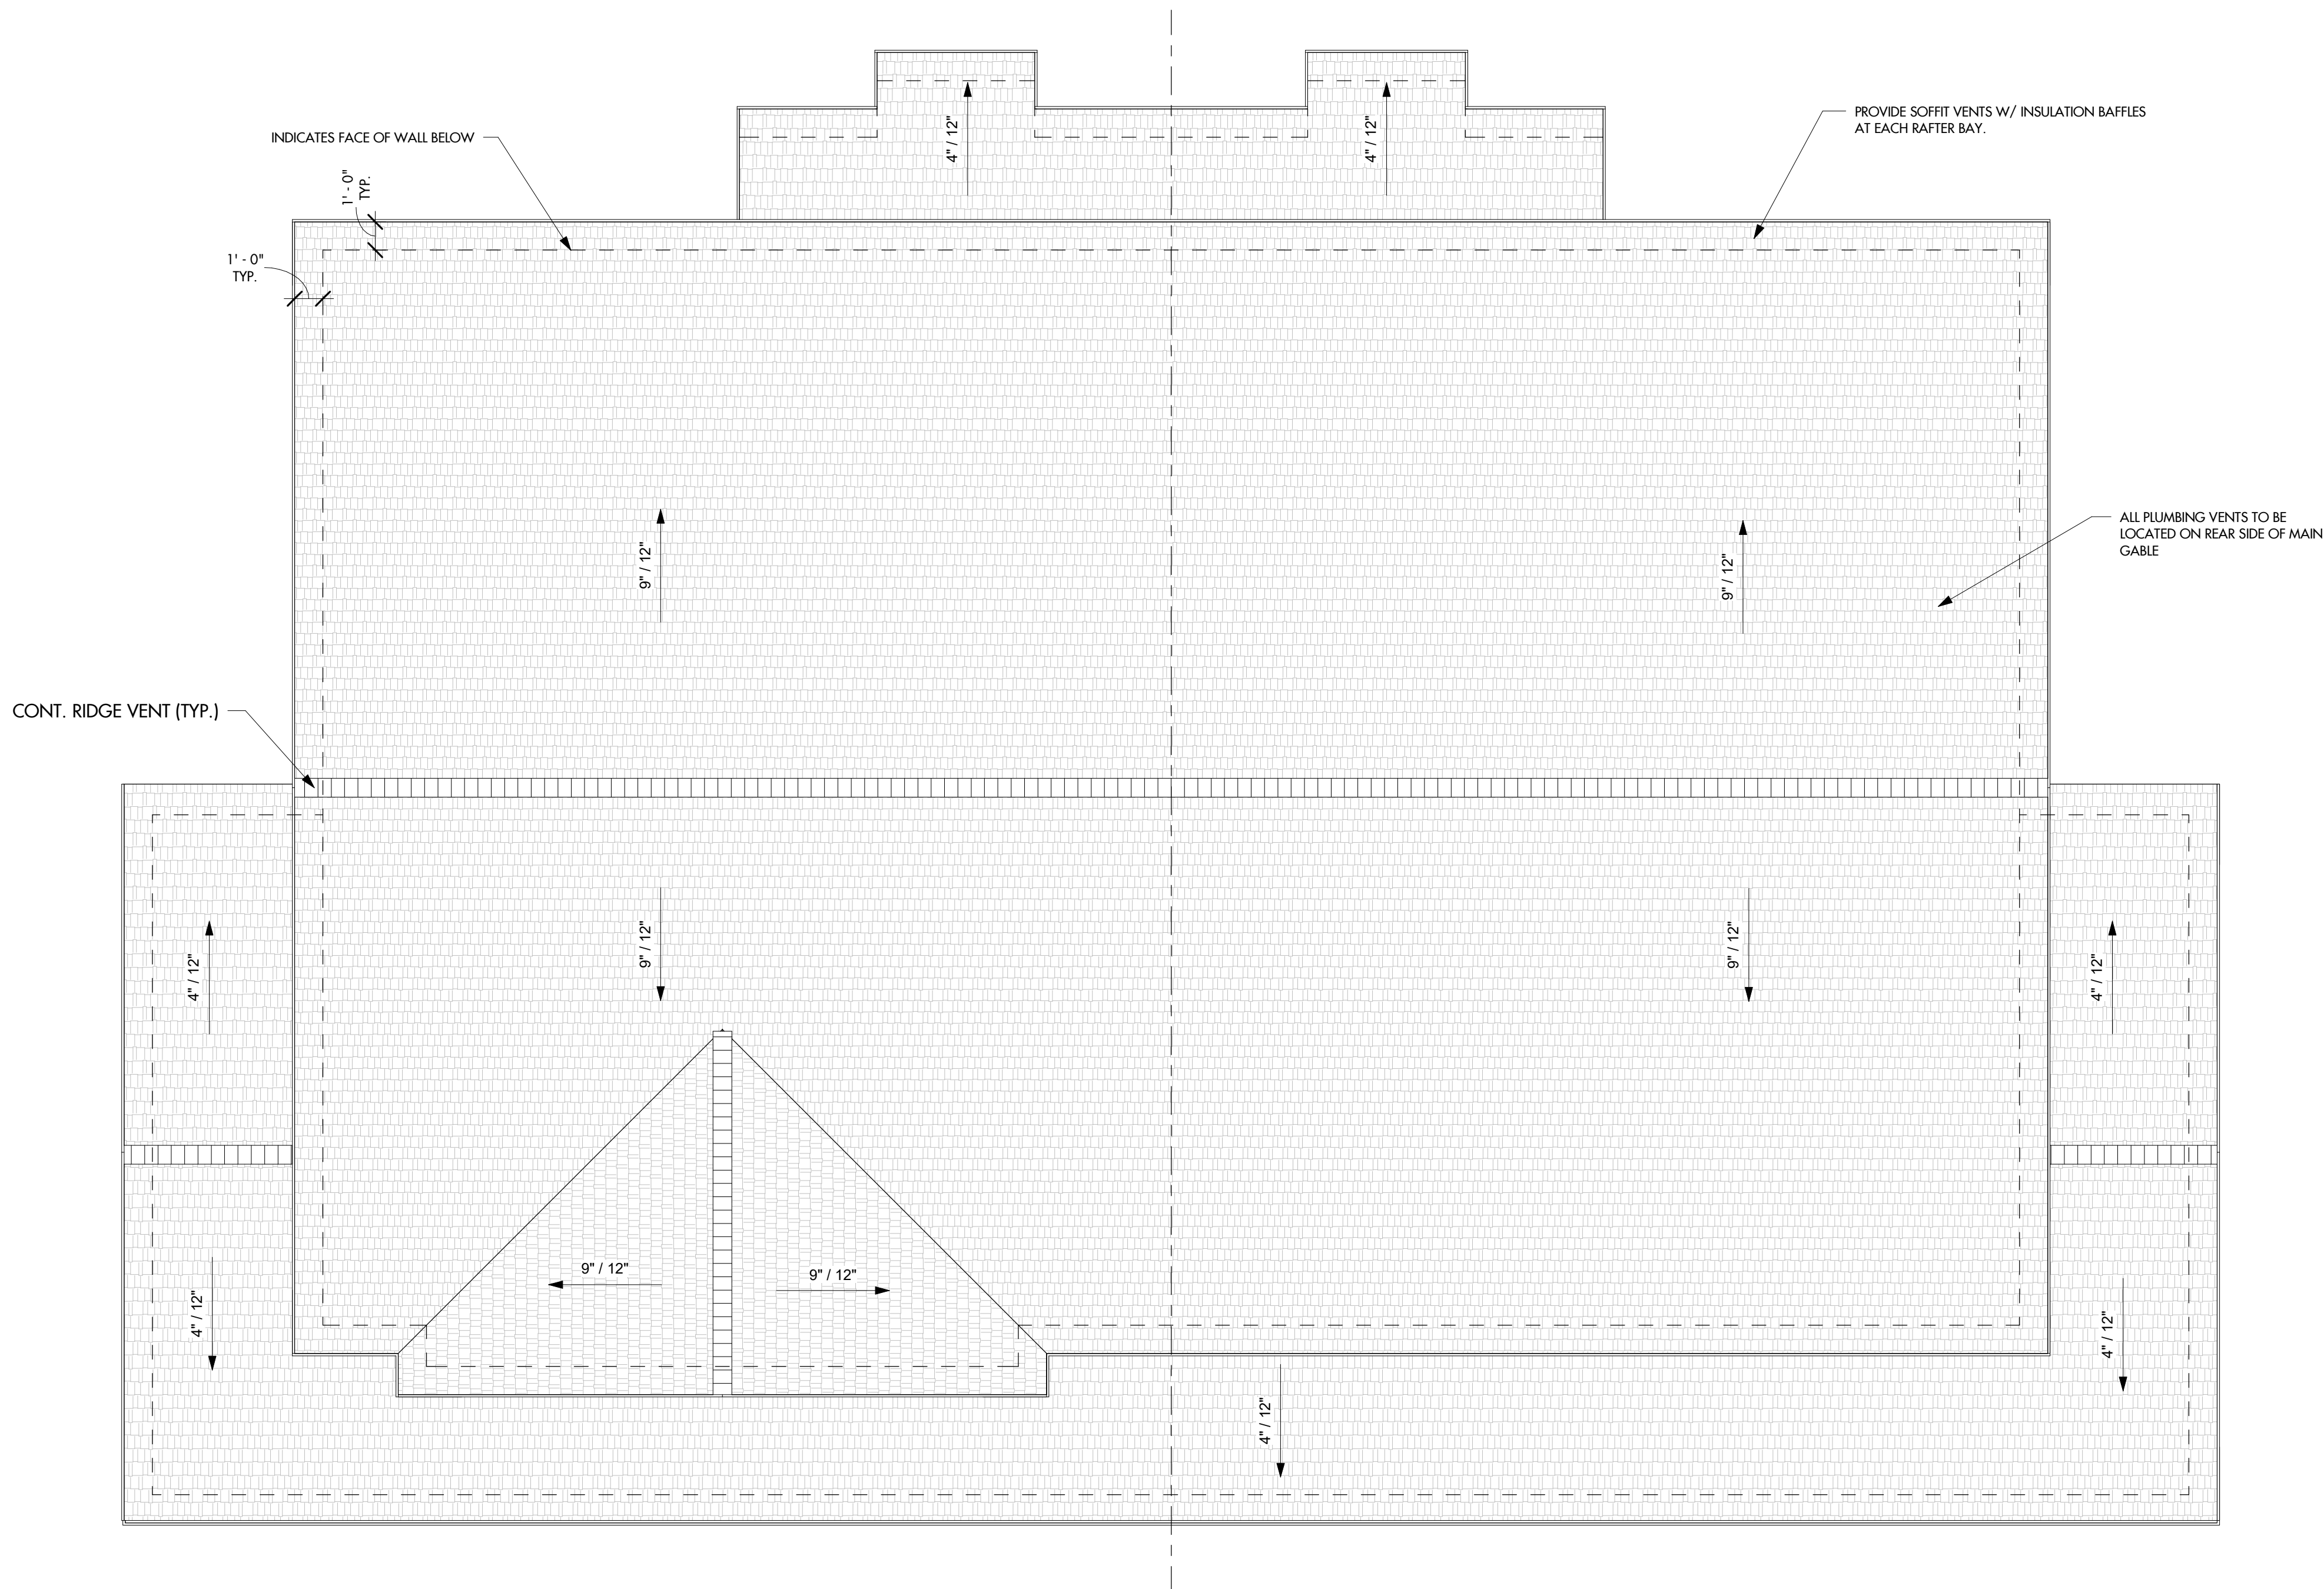 4" / 12"
4" / 12"
PROVIDE SOFFIT VENTS W/ INSULATION BAFFLES
AT EACH RAFTER BAY.
INDICATES FACE OF WALL BELOW
1' - 0"
TYP.
1' - 0"
TYP.
9" / 12"
9" / 12"
ALL PLUMBING VENTS TO BE
LOCATED ON REAR SIDE OF MAIN
GABLE
CONT. RIDGE VENT (TYP.)
4" / 12"
9" / 12"
9" / 12"
4" / 12"
9" / 12"
9" / 12"
4" / 12"
4" / 12"
4" / 12"